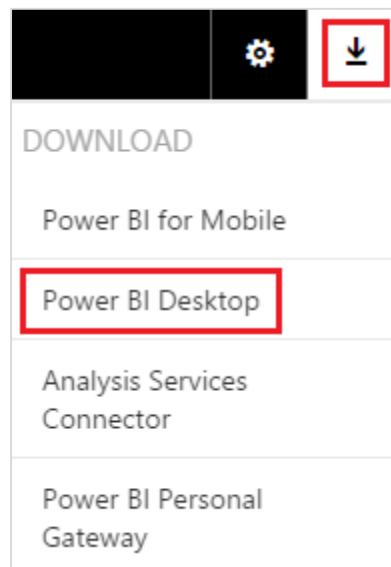 DOWNLOAD
Power BI for Mobile
Power BI Desktop
Analysis Services
Connector
Power BI Personal
Gateway